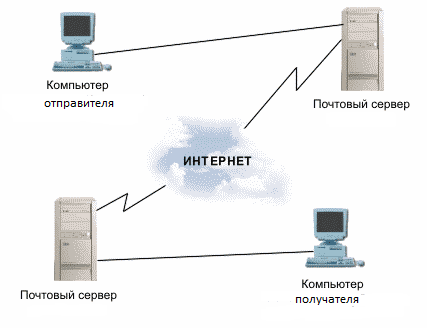 Компьютер
отправителя
Почтовый сервер
ИНТЕРНЕТ
Почтовый сервер
Компьютер
получателя